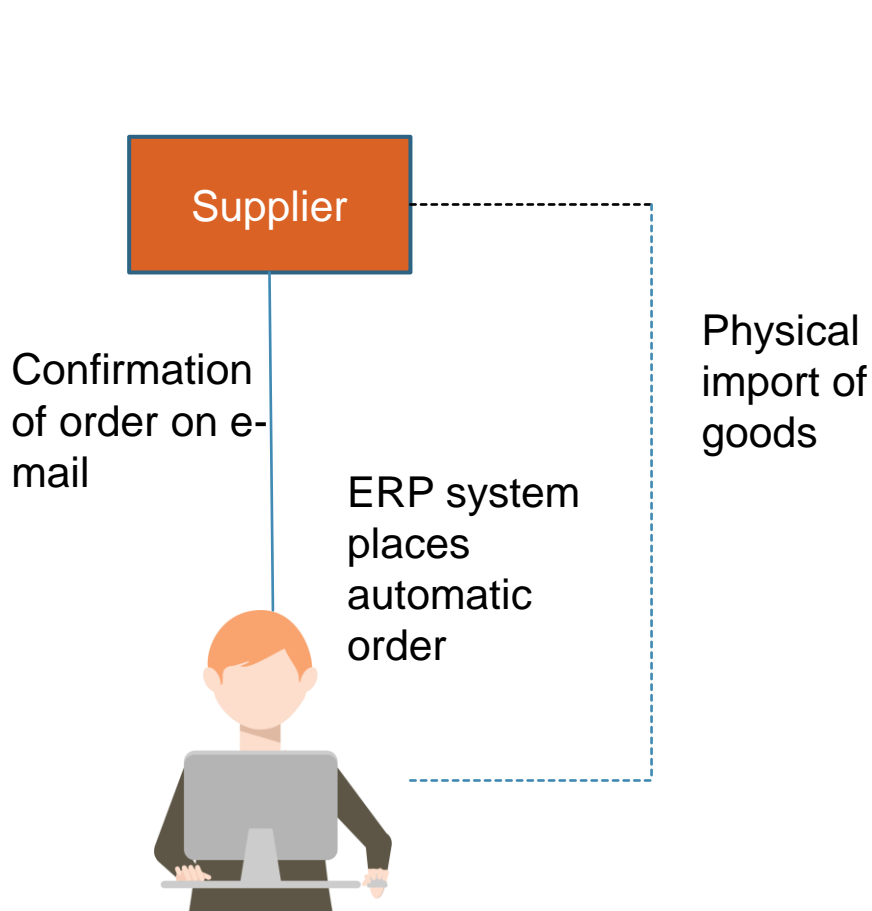 Supplier
Confirmation
of order on e-
mail
ERP system
places
automatic
order
Physical
import of
goods